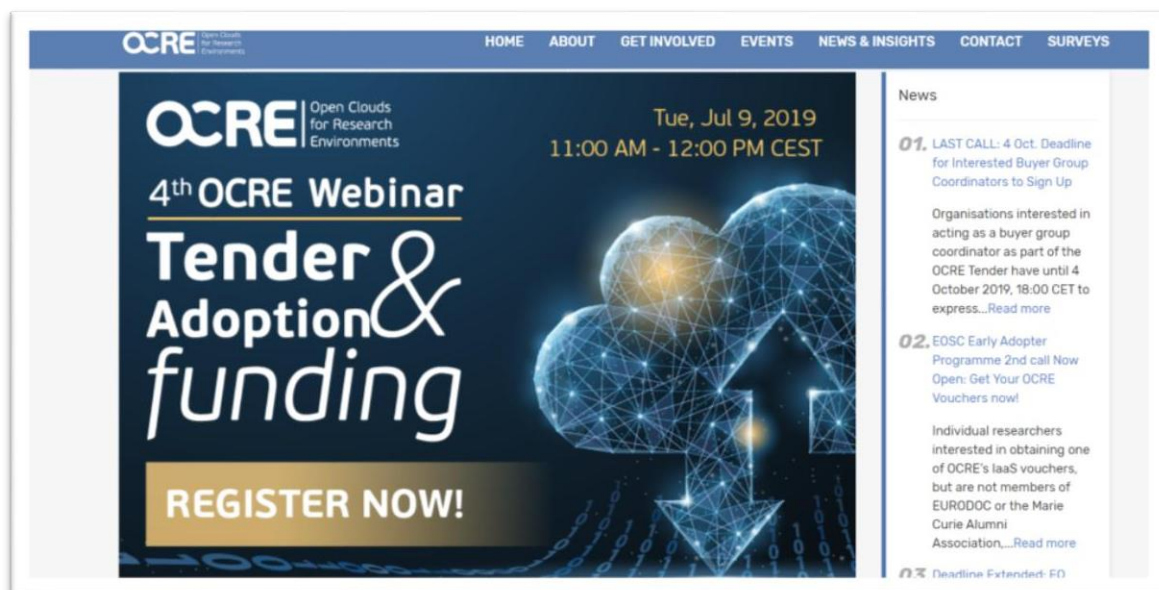 OCRE
Open Clouds
for Research
Environments
HOME ABOUT GET INVOLVED EVENTS NEWS & INSIGHTS CONTACT SURVEYS
OCRE
Open Clouds
for Research
Environments
Tue, Jul 9, 2019
11:00 AM - 12:00 PM CEST
4th OCRE Webinar
Tender &
Adoption
funding
REGISTER NOW!
News
01. LAST CALL: 4 Oct. Deadline
for Interested Buyer Group
Coordinators to Sign Up
Organisations interested in
acting as a buyer group
coordinator as part of the
OCRE Tender have until 4
October 2019, 18:00 CET to
express...Read more
02. EOSC Early Adopter
Programme 2nd call Now
Open: Get Your OCRE
Vouchers now!
Individual researchers
interested in obtaining one
of OCRE's IaaS vouchers,
but are not members of
EURODOC or the Marie
Curie Alumni
Association,...Read more
03 Deadline Extended: EO